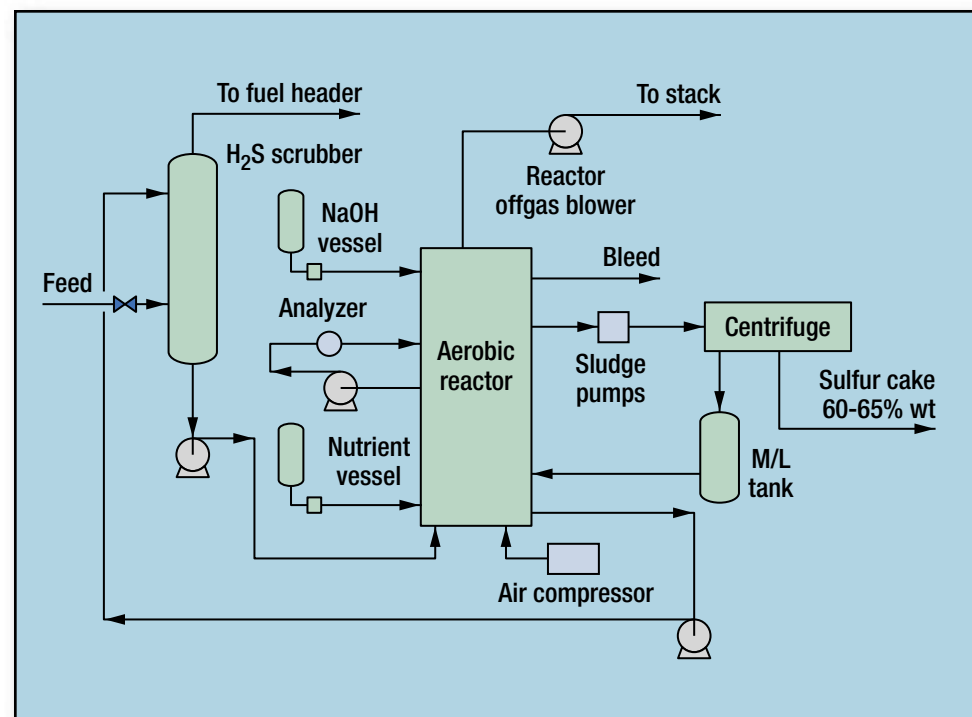 To fuel header
To stack
H₂S scrubber
Reactor
offgas blower
NaOH
vessel
Bleed
Feed
Analyzer
Centrifuge
Aerobic
reactor
Sludge
pumps
Sulfur cake
60-65% wt
Nutrient
vessel
M/L
tank
Air compressor